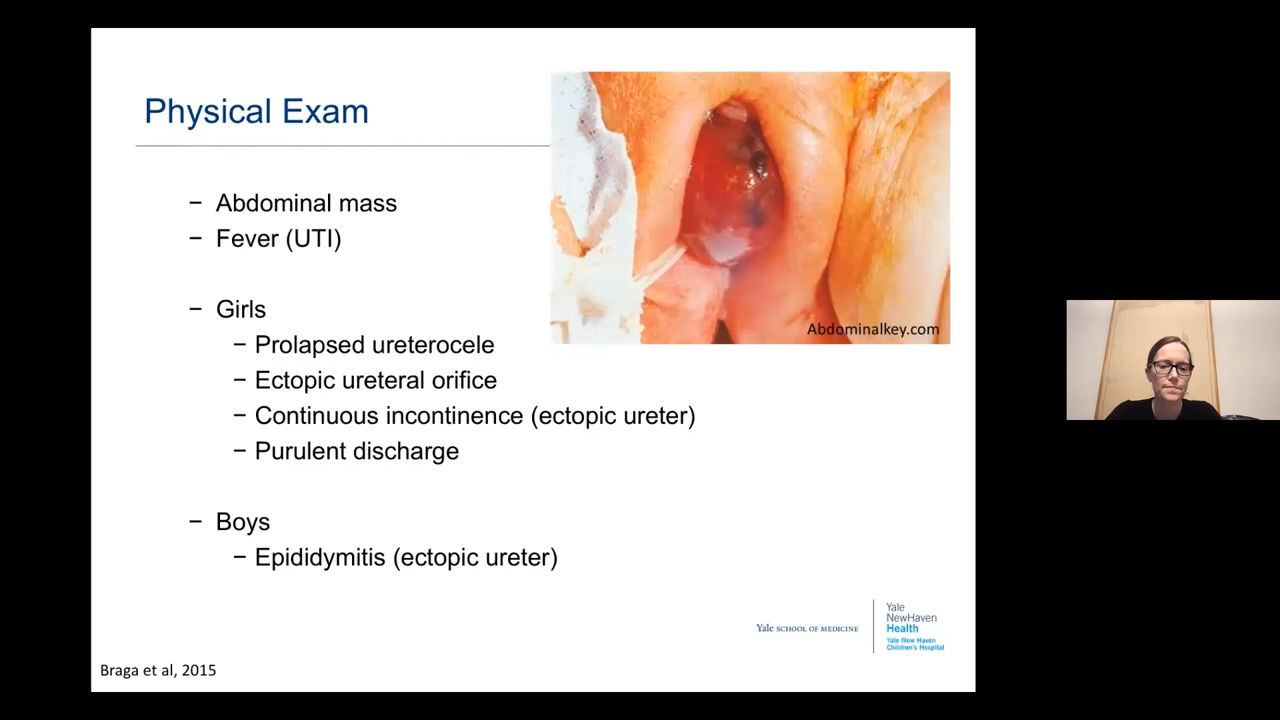 Physical Exam
− Abdominal mass
− Fever (UTI)
− Girls
− Prolapsed ureterocele
− Ectopic ureteral orifice
− Continuous incontinence (ectopic ureter)
− Purulent discharge
− Boys
− Epididymitis (ectopic ureter)
Abdominalkey.com
Yale SCHOOL OF MEDICINE
Yale
NewHaven
Health
Yale New Haven
Children's Hospital
Braga et al, 2015